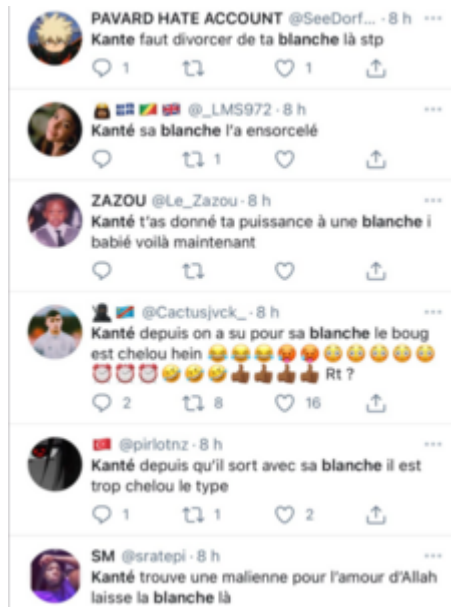 PAVARD HATE ACCOUNT @SeeDorf... · 8 h
Kante faut divorcer de ta blanche là stp
1 1
@_LMS972 · 8 h
Kanté sa blanche l'a ensorcelé
1
ZAZOU @Le_Zazou · 8 h
Kanté t'as donné ta puissance à une blanche i
babié voilà maintenant
@Cactusjvck_ · 8 h
Kanté depuis on a su pour sa blanche le boug
est chelou hein 😂😂😂🥵🥵😳😳😳😳😳
⏰⏰⏰🤣🤣🤣👍🏾👍🏾👍🏾👍🏾 Rt ?
2 8 16
@pirlotnz · 8 h
Kanté depuis qu'il sort avec sa blanche il est
trop chelou le type
1 1 2
SM @sratepi · 8 h
Kanté trouve une malienne pour l'amour d'Allah
laisse la blanche là